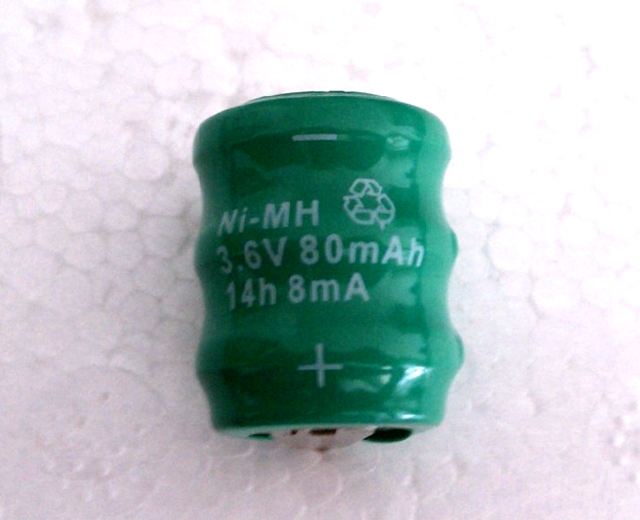 —
Ni-MH
3.6V 80mAh
14h 8mA
+